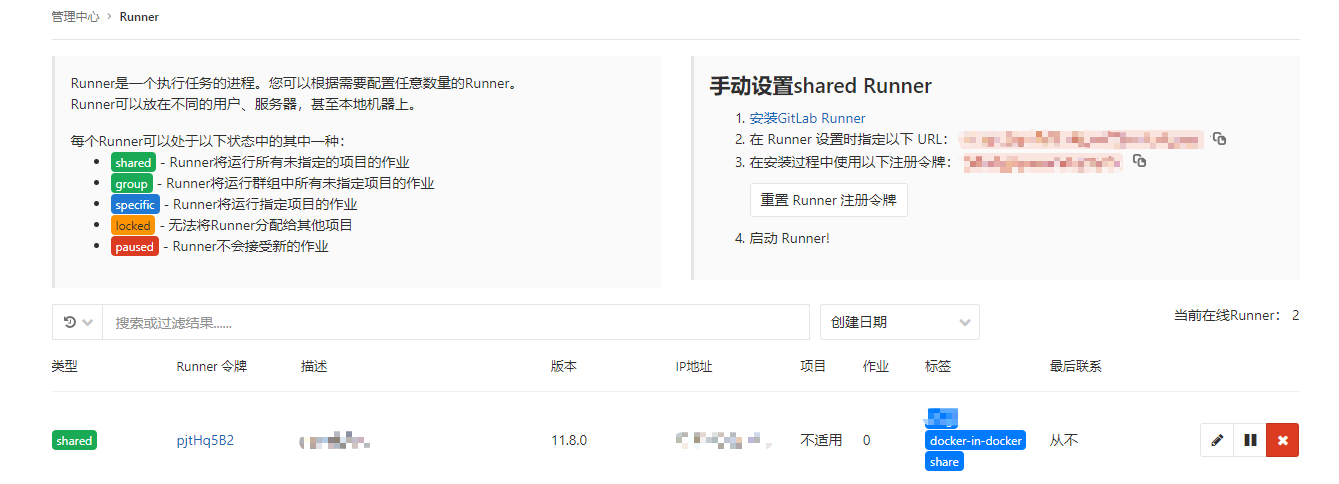 管理中心 › Runner
Runner是一个执行任务的进程。您可以根据需要配置任意数量的Runner。
Runner可以放在不同的用户、服务器，甚至本地机器上。
每个Runner可以处于以下状态中的其中一种：
shared - Runner将运行所有未指定的项目的作业
group - Runner将运行群组中所有未指定项目的作业
specific - Runner将运行指定项目的作业
locked - 无法将Runner分配给其他项目
paused - Runner不会接受新的作业
手动设置shared Runner
1. 安装GitLab Runner
2. 在 Runner 设置时指定以下 URL：
3. 在安装过程中使用以下注册令牌：
重置 Runner 注册令牌
4. 启动 Runner!
搜索或过滤结果......
创建日期
当前在线Runner： 2
类型 Runner 令牌 描述 版本 IP地址 项目 作业 标签 最后联系
shared pjtHq5B2 11.8.0 不适用 0 docker-in-docker 从不
share